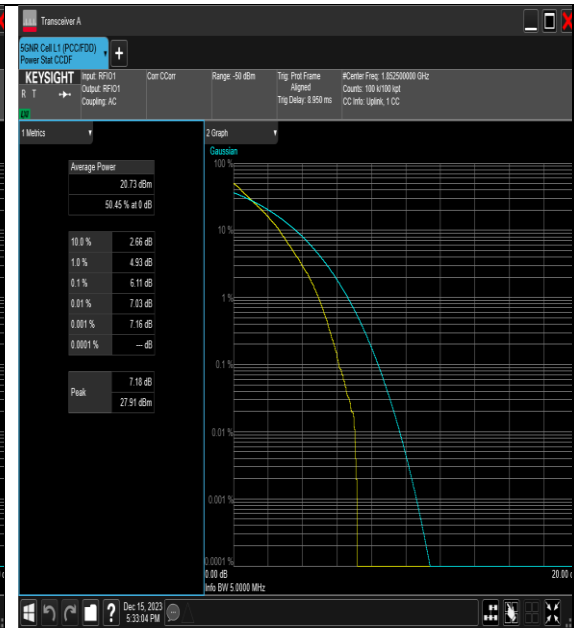 Transceiver A
5GNR Cell L1 (PCC/FDD)
Power Stat CCDF
+
KEYSIGHT
R T
Input: RFIO1
Output: RFIO1
Coupling: AC
Corr CCorr
Range: -50 dBm
Trig: Prot Frame
Aligned
Trig Delay: 8.950 ms
#Center Freq: 1.852500000 GHz
Counts: 100 k/100 kpt
CC Info: Uplink, 1 CC
1 Metrics
Average Power
20.73 dBm
50.45 % at 0 dB
10.0 % 2.66 dB
1.0 % 4.93 dB
0.1 % 6.11 dB
0.01 % 7.03 dB
0.001 % 7.16 dB
0.0001 % --- dB
Peak 7.18 dB
27.91 dBm
2 Graph
Gaussian
100 %
10 %
1 %
0.1 %
0.01 %
0.001 %
0.0001 %
0.00 dB
20.00
Info BW 5.0000 MHz
Dec 15, 2023
5:33:04 PM